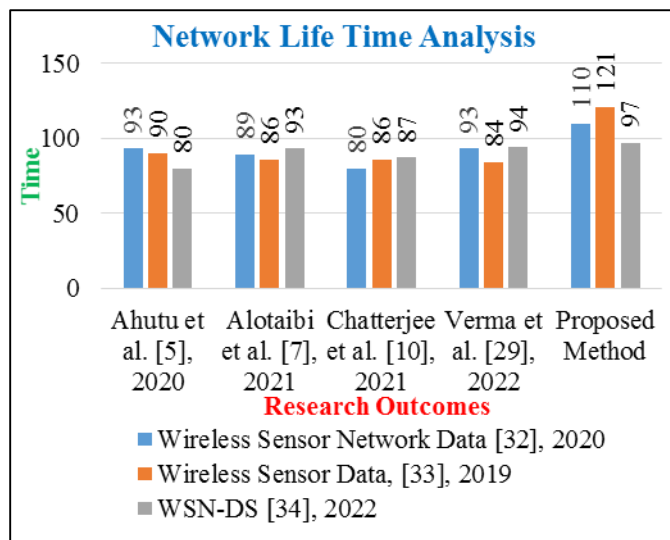 Network Life Time Analysis
Time
150
100
50
0
93 90 80
89 86 93
80 86 87
93 84 94
110 121 97
Ahutu et al. [5], 2020
Alotaibi et al. [7], 2021
Chatterjee et al. [10], 2021
Verma et al. [29], 2022
Proposed Method
Research Outcomes
Wireless Sensor Network Data [32], 2020
Wireless Sensor Data, [33], 2019
WSN-DS [34], 2022